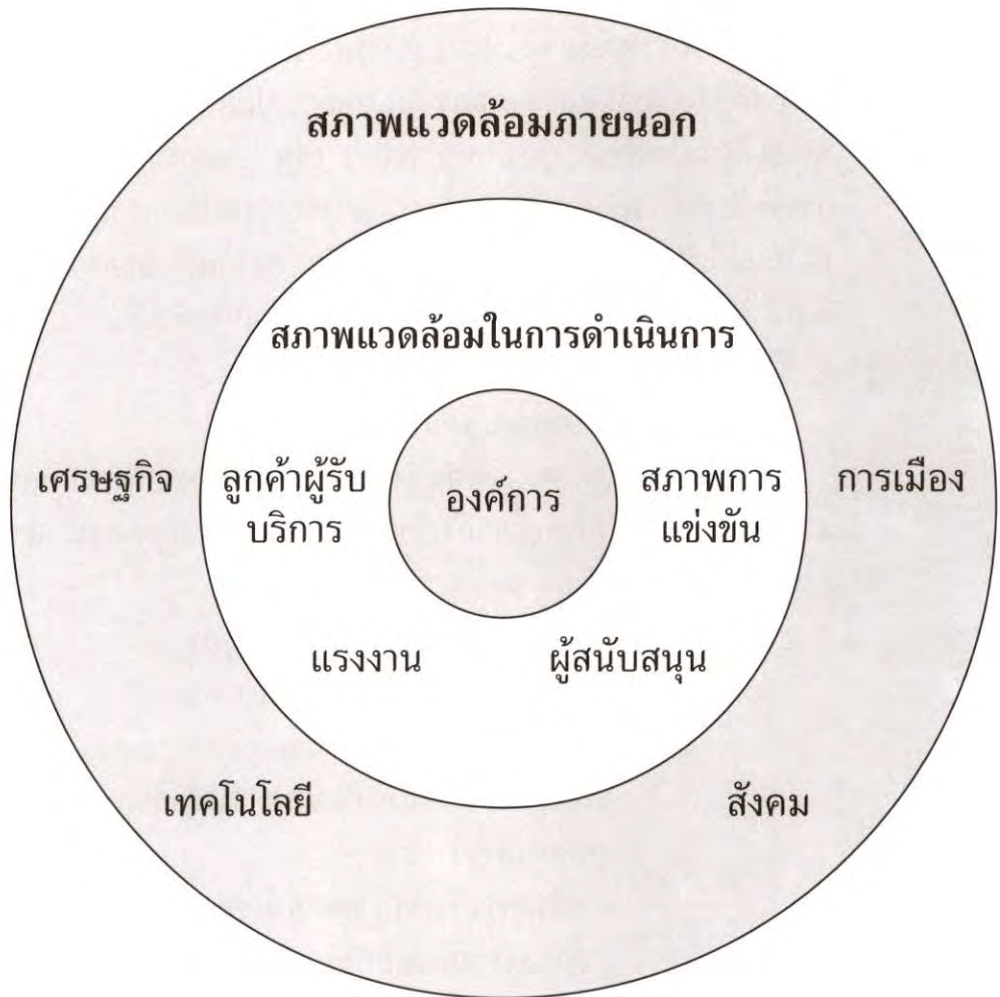 สภาพแวดล้อมภายนอก
สภาพแวดล้อมในการดำเนินการ
เศรษฐกิจ
ลูกค้าผู้รับ
บริการ
องค์การ
สภาพการ
แข่งขัน
การเมือง
แรงงาน
ผู้สนับสนุน
เทคโนโลยี
สังคม